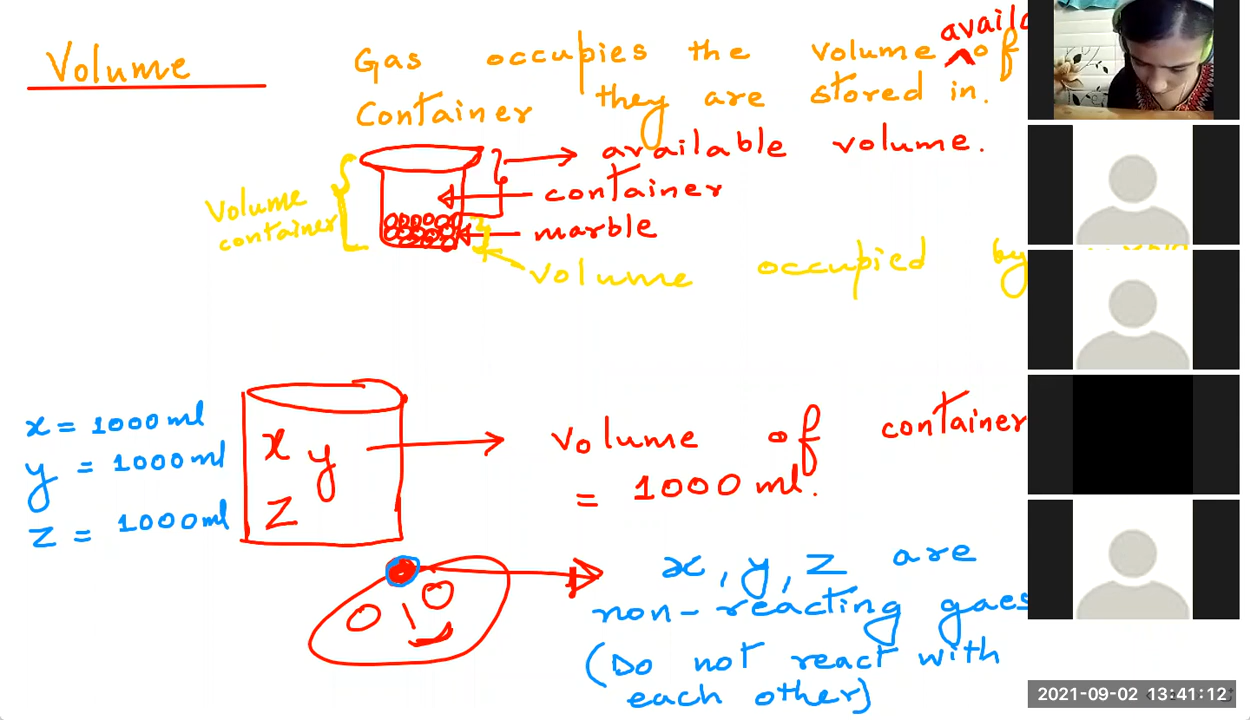 Volume
Gas occupies the volume available of
Container they are stored in.
available volume.
container
marble
Volume container
volume occupied by
x = 1000 ml
y = 1000 ml
z = 1000 ml
x y
z
volume of container
= 1000 ml.
x, y, z are
non-reacting gaes
(Do not react with
each other)
2021-09-02 13:41:12